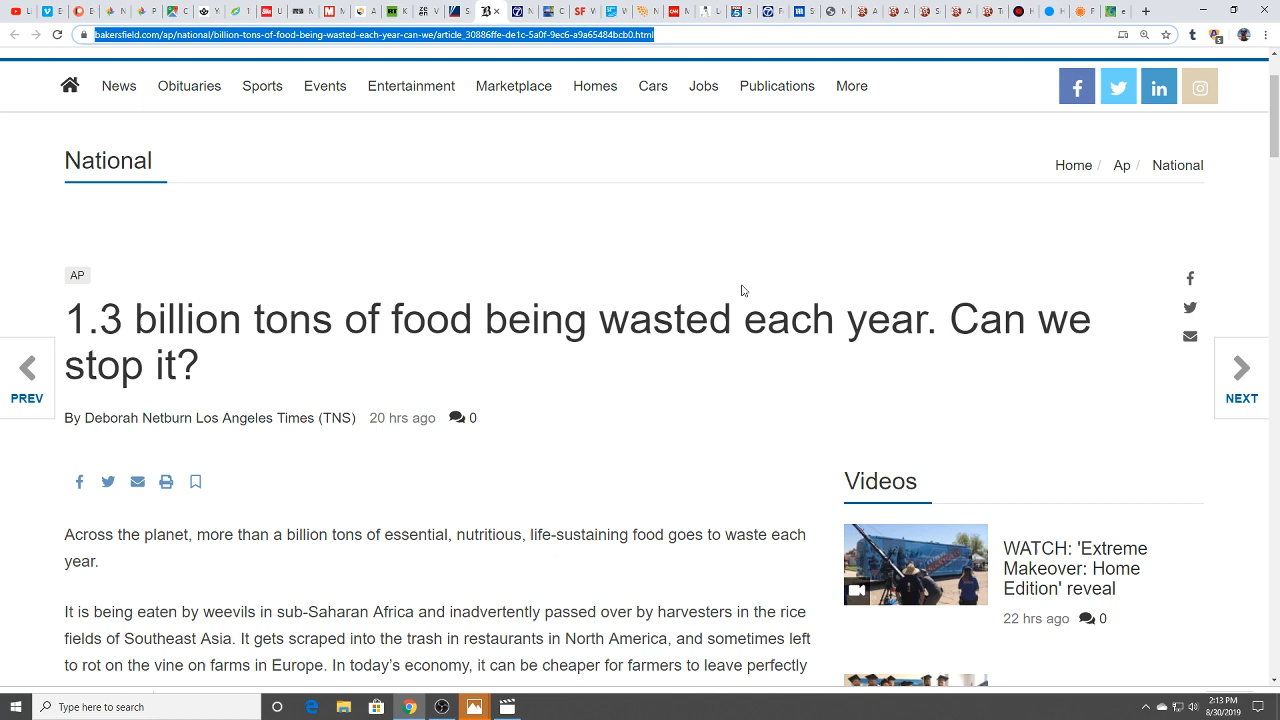 bakersfield.com/ap/national/billion-tons-of-food-being-wasted-each-year-can-we/article_30886ffe-de1c-5a0f-9ec6-a9a65484bcb0.html
News Obituaries Sports Events Entertainment Marketplace Homes Cars Jobs Publications More
National
Home / Ap / National
AP
1.3 billion tons of food being wasted each year. Can we
stop it?
PREV
NEXT
By Deborah Netburn Los Angeles Times (TNS) 20 hrs ago 0
Videos
Across the planet, more than a billion tons of essential, nutritious, life-sustaining food goes to waste each
year.
WATCH: 'Extreme
Makeover: Home
Edition' reveal
22 hrs ago 0
It is being eaten by weevils in sub-Saharan Africa and inadvertently passed over by harvesters in the rice
fields of Southeast Asia. It gets scraped into the trash in restaurants in North America, and sometimes left
to rot on the vine on farms in Europe. In today's economy, it can be cheaper for farmers to leave perfectly
Type here to search
2:13 PM
8/30/2019